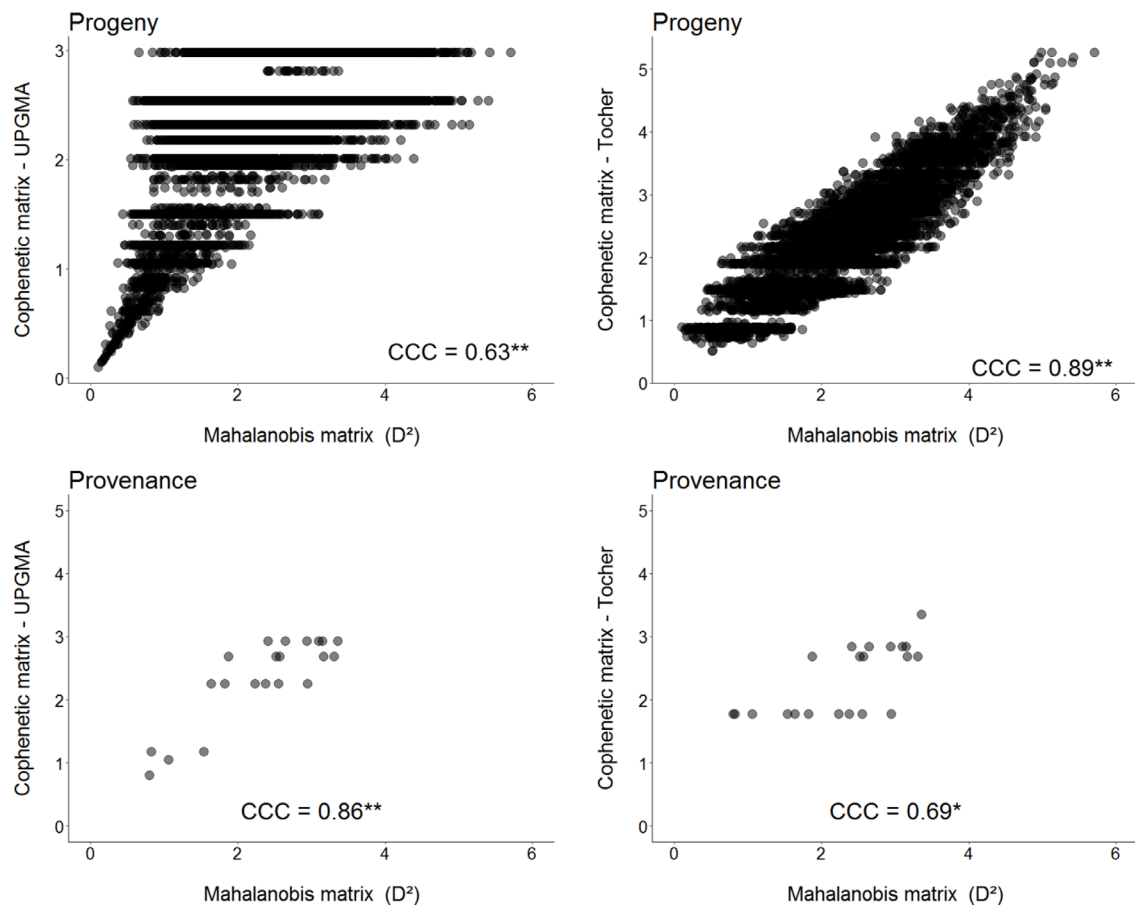 Progeny
3
2
1
0
Cophenetic matrix - UPGMA
CCC = 0.63**
0 2 4 6
Mahalanobis matrix (D²)
Progeny
5
4
3
2
1
0
Cophenetic matrix - Tocher
CCC = 0.89**
0 2 4 6
Mahalanobis matrix (D²)
Provenance
5
4
3
2
1
0
Cophenetic matrix - UPGMA
CCC = 0.86**
0 2 4 6
Mahalanobis matrix (D²)
Provenance
5
4
3
2
1
0
Cophenetic matrix - Tocher
CCC = 0.69*
0 2 4 6
Mahalanobis matrix (D²)